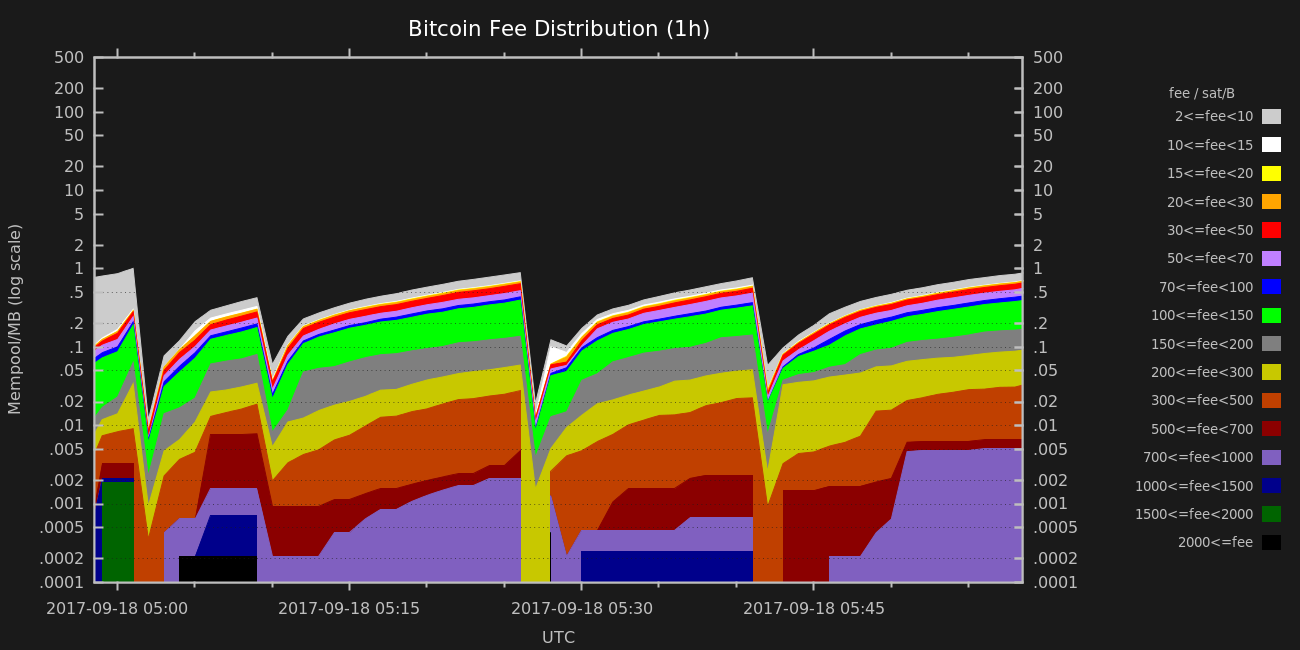 Bitcoin Fee Distribution (1h)
500 500
200 200
100 100
50 50
20 20
10 10
5 5
2 2
1 1
.5 .5
.2 .2
.1 .1
.05 .05
.02 .02
.01 .01
.005 .005
.002 .002
.001 .001
.0005 .0005
.0002 .0002
.0001 .0001
Mempool/MB (log scale)
2017-09-18 05:00 2017-09-18 05:15 2017-09-18 05:30 2017-09-18 05:45
UTC
fee / sat/B
2<=fee<10
10<=fee<15
15<=fee<20
20<=fee<30
30<=fee<50
50<=fee<70
70<=fee<100
100<=fee<150
150<=fee<200
200<=fee<300
300<=fee<500
500<=fee<700
700<=fee<1000
1000<=fee<1500
1500<=fee<2000
2000<=fee